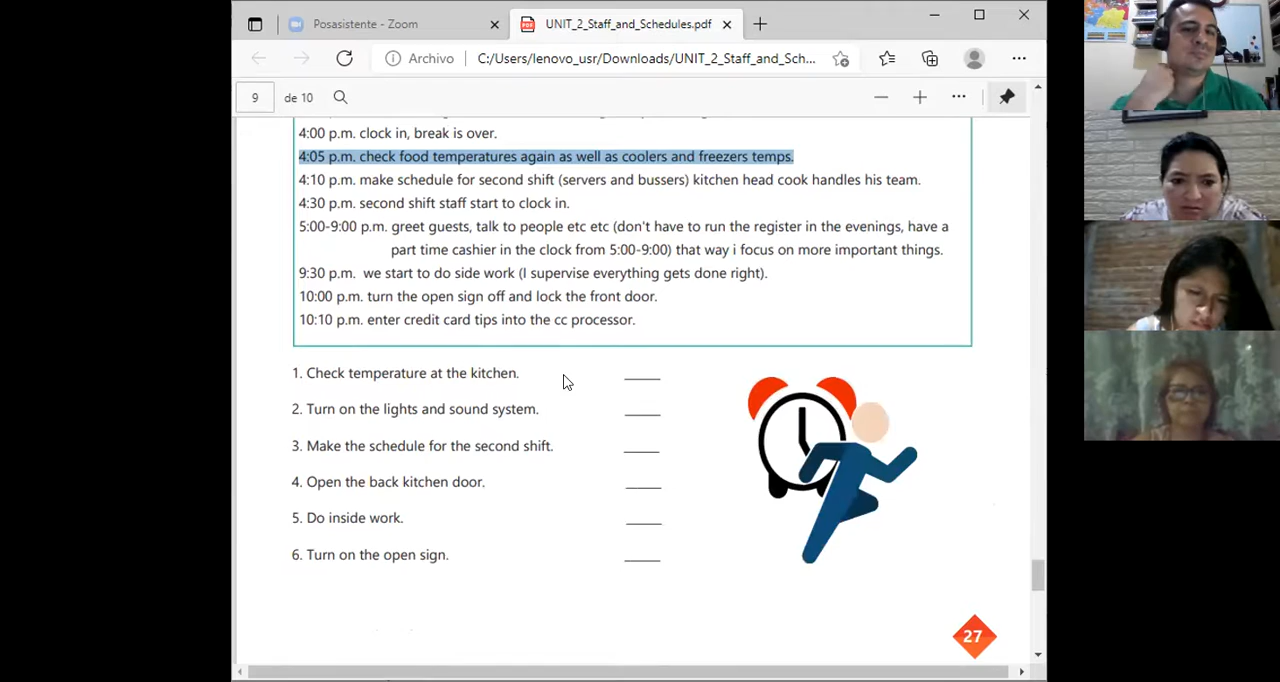 Posasistente - Zoom
UNIT_2_Staff_and_Schedules.pdf
Archivo
C:/Users/lenovo_usr/Downloads/UNIT_2_Staff_and_Sch...
9
de 10
4:00 p.m. clock in, break is over.
4:05 p.m. check food temperatures again as well as coolers and freezers temps.
4:10 p.m. make schedule for second shift (servers and bussers) kitchen head cook handles his team.
4:30 p.m. second shift staff start to clock in.
5:00-9:00 p.m. greet guests, talk to people etc etc (don't have to run the register in the evenings, have a
part time cashier in the clock from 5:00-9:00) that way i focus on more important things.
9:30 p.m. we start to do side work (I supervise everything gets done right).
10:00 p.m. turn the open sign off and lock the front door.
10:10 p.m. enter credit card tips into the cc processor.
1. Check temperature at the kitchen. ____
2. Turn on the lights and sound system. ____
3. Make the schedule for the second shift. ____
4. Open the back kitchen door. ____
5. Do inside work. ____
6. Turn on the open sign. ____
27